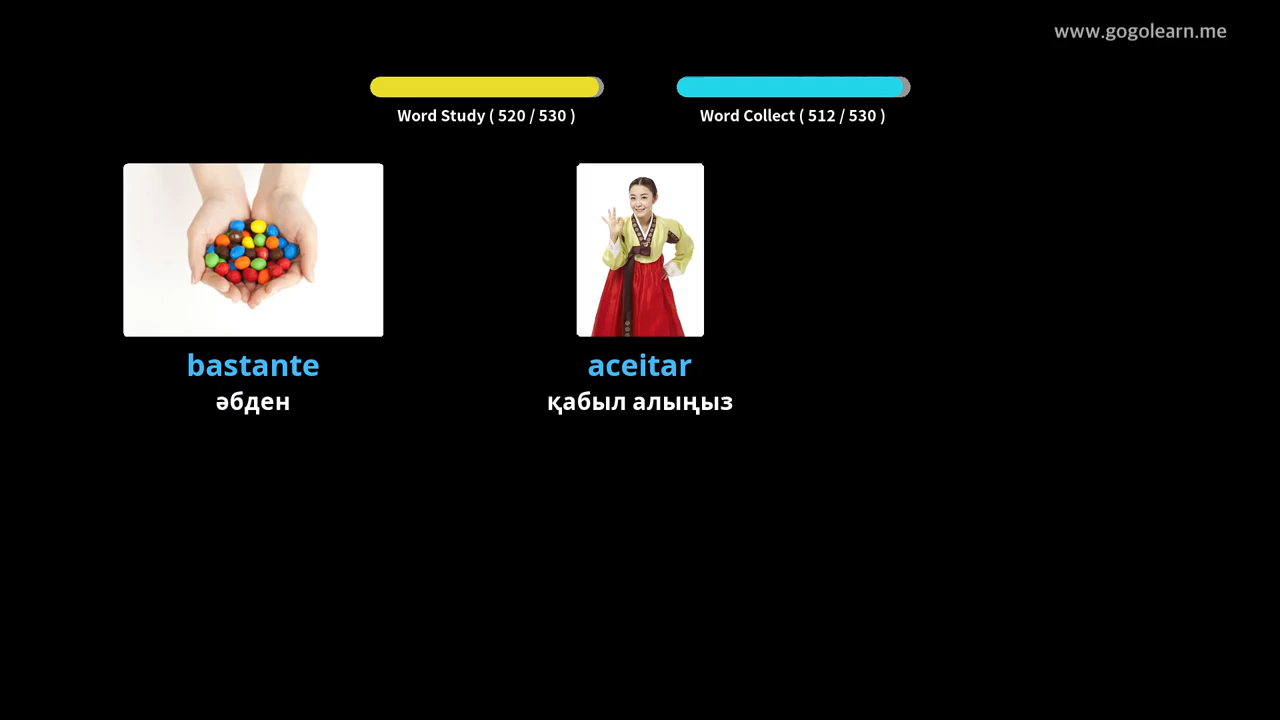 www.gogolearn.me
Word Study ( 520 / 530 )
Word Collect ( 512 / 530 )
bastante
әбден
aceitar
қабыл алыңыз